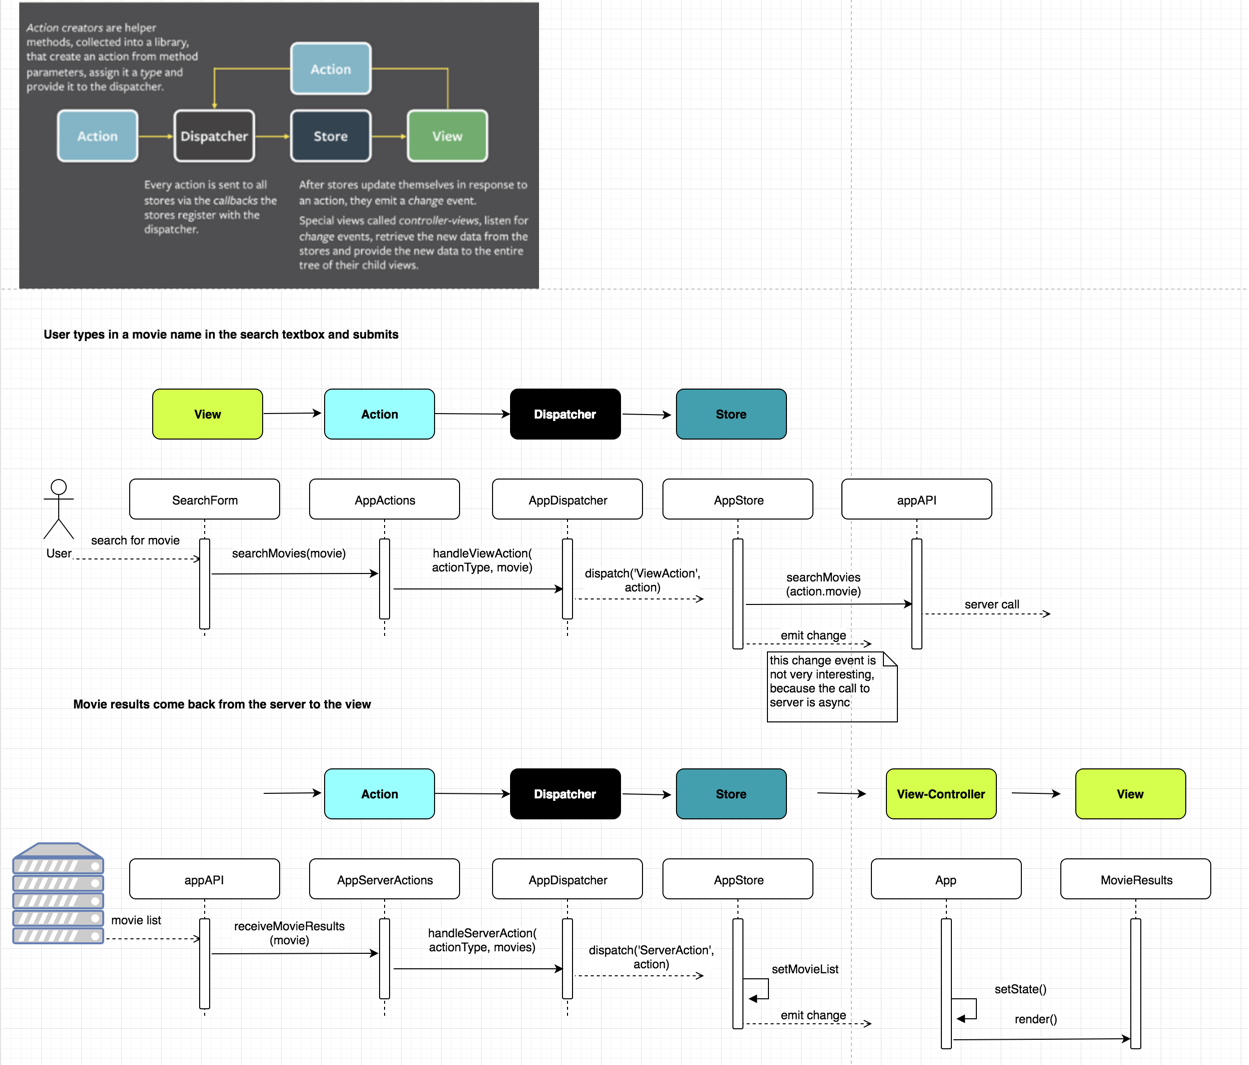 Action creators are helper
methods, collected into a library,
that create an action from method
parameters, assign it a type and
provide it to the dispatcher.
Action
Action
Dispatcher
Store
View
Every action is sent to all
stores via the callbacks the
stores register with the
dispatcher.
After stores update themselves in response to
an action, they emit a change event.
Special views called controller-views, listen for
change events, retrieve the new data from the
stores and provide the new data to the entire
tree of their child views.
User types in a movie name in the search textbox and submits
View
Action
Dispatcher
Store
SearchForm
AppActions
AppDispatcher
AppStore
appAPI
User
search for movie
searchMovies(movie)
handleViewAction(
actionType, movie)
dispatch('ViewAction',
action)
searchMovies
(action.movie)
server call
emit change
this change event is
not very interesting,
because the call to
server is async
Movie results come back from the server to the view
Action
Dispatcher
Store
View-Controller
View
appAPI
AppServerActions
AppDispatcher
AppStore
App
MovieResults
movie list
receiveMovieResults
(movie)
handleServerAction(
actionType, movies)
dispatch('ServerAction',
action)
setMovieList
emit change
setState()
render()